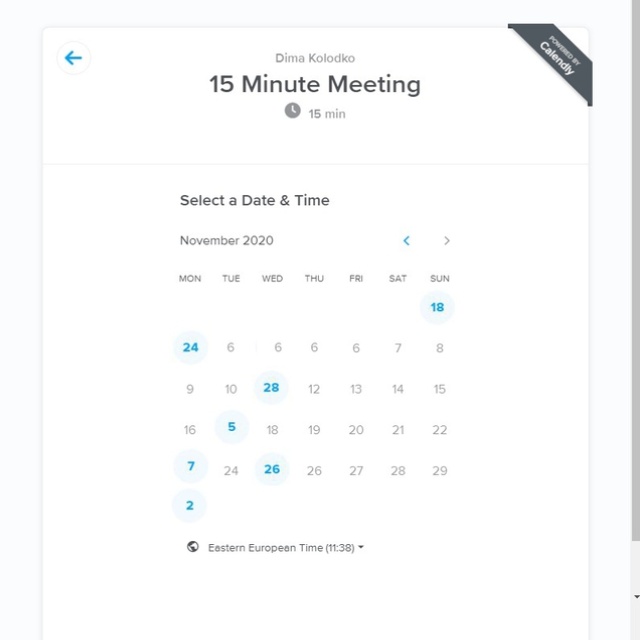 Dima Kolodko
15 Minute Meeting
15 min
POWERED BY
Calendly
Select a Date & Time
November 2020
MON TUE WED THU FRI SAT SUN
18
24 6 6 6 6 7 8
9 10 28 12 13 14 15
16 5 18 19 20 21 22
7 24 26 26 27 28 29
2
Eastern European Time (11:38)